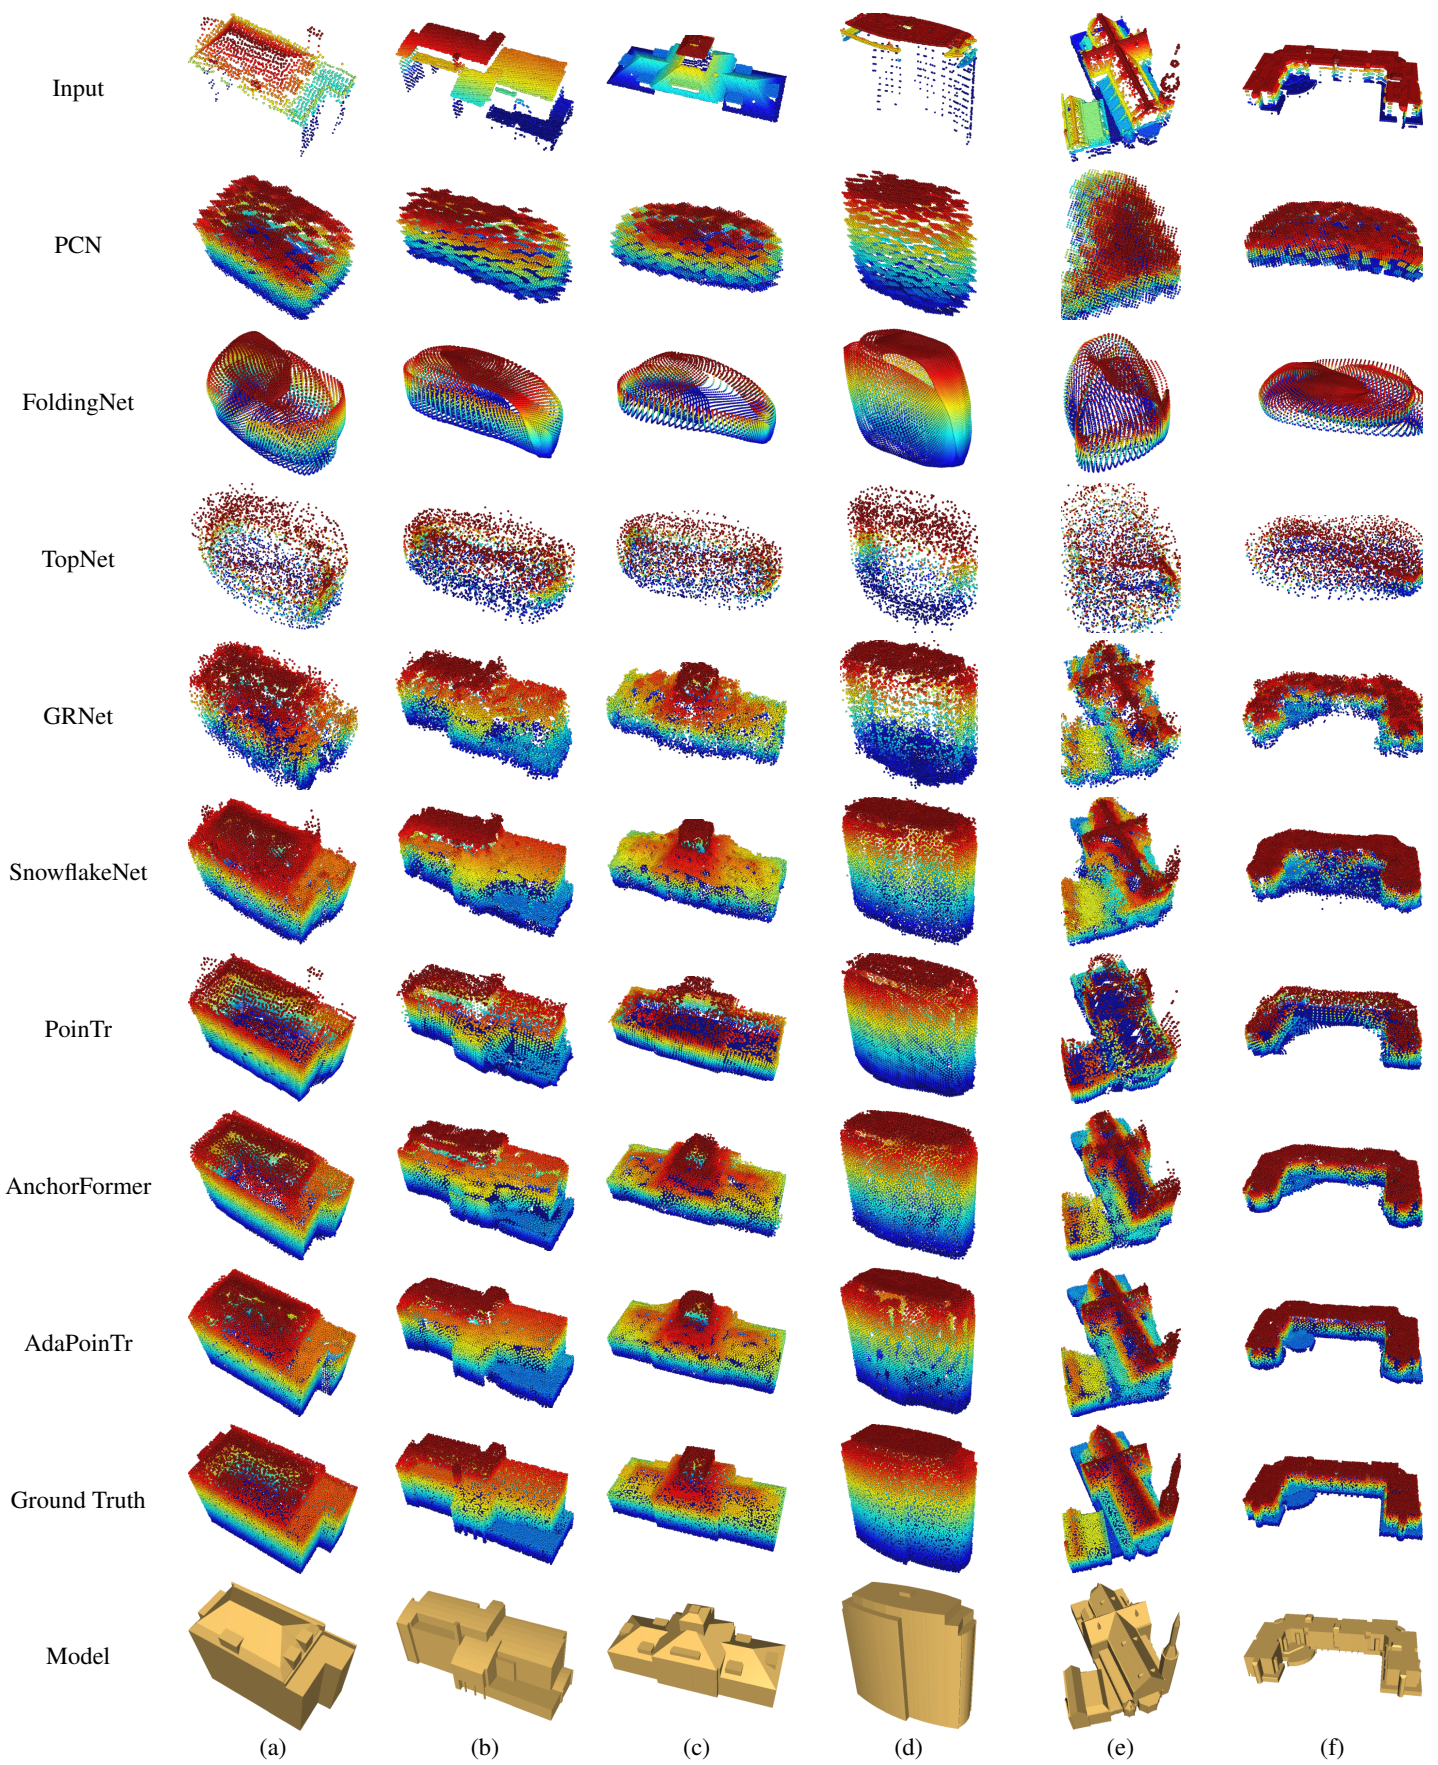 Input
PCN
FoldingNet
TopNet
GRNet
SnowflakeNet
PoinTr
AnchorFormer
AdaPoinTr
Ground Truth
Model
(a) (b) (c) (d) (e) (f)